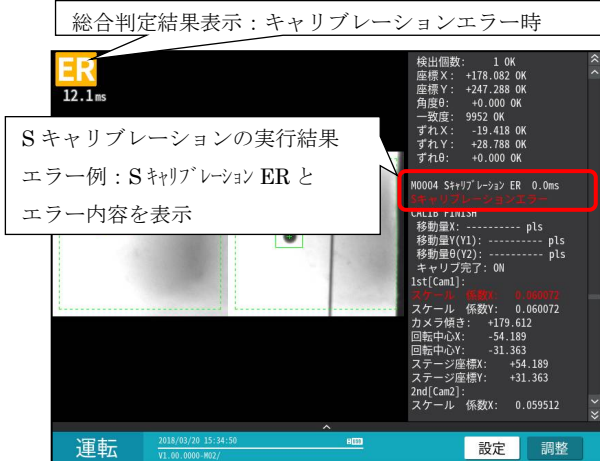 総合判定結果表示：キャリブレーションエラー時
ER
12.1ms
S キャリブレーションの実行結果
エラー例：S ｷｬﾘﾌﾞﾚｰｼｮﾝ ER と
エラー内容を表示
検出個数: 1 OK
座標X: +178.082 OK
座標Y: +247.288 OK
角度θ: +0.000 OK
一致度: 9952 OK
ずれX: -19.418 OK
ずれY: +28.788 OK
ずれθ: +0.000 OK
M0004 Sｷｬﾘﾌﾞﾚｰｼｮﾝ ER 0.0ms
Sキャリブレーションエラー
CALIB FINISH
移動量X: ---------- pls
移動量Y(Y1): ---------- pls
移動量θ(Y2): ---------- pls
キャリブ完了: ON
1st[Cam1]:
スケール 係数X: 0.060072
スケール 係数Y: 0.060072
カメラ傾き: +179.612
回転中心X: -54.189
回転中心Y: -31.363
ステージ座標X: +54.189
ステージ座標Y: +31.363
2nd[Cam2]:
スケール 係数X: 0.059512
運転
2018/03/20 15:34:50
V1.00.0000-M02/
設定
調整